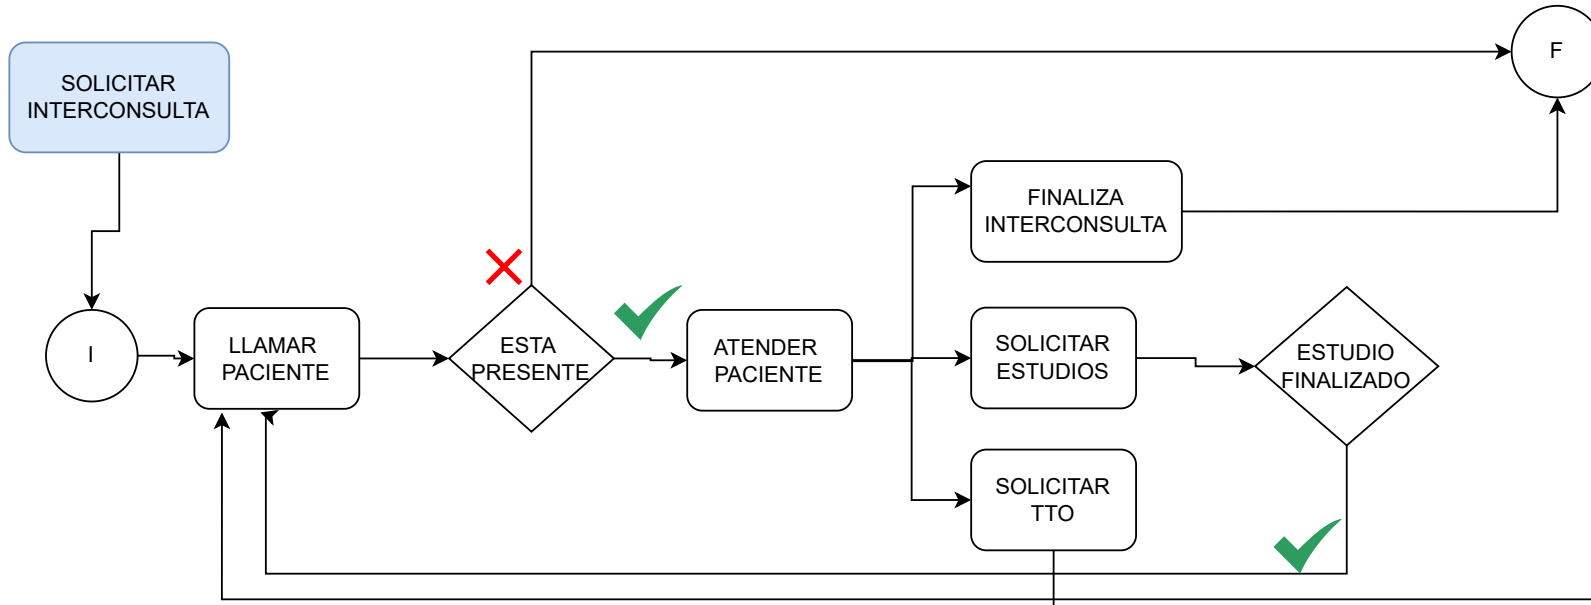 SOLICITAR
INTERCONSULTA
F
FINALIZA
INTERCONSULTA
I
LLAMAR
PACIENTE
ESTA
PRESENTE
ATENDER
PACIENTE
SOLICITAR
ESTUDIOS
ESTUDIO
FINALIZADO
SOLICITAR
TTO